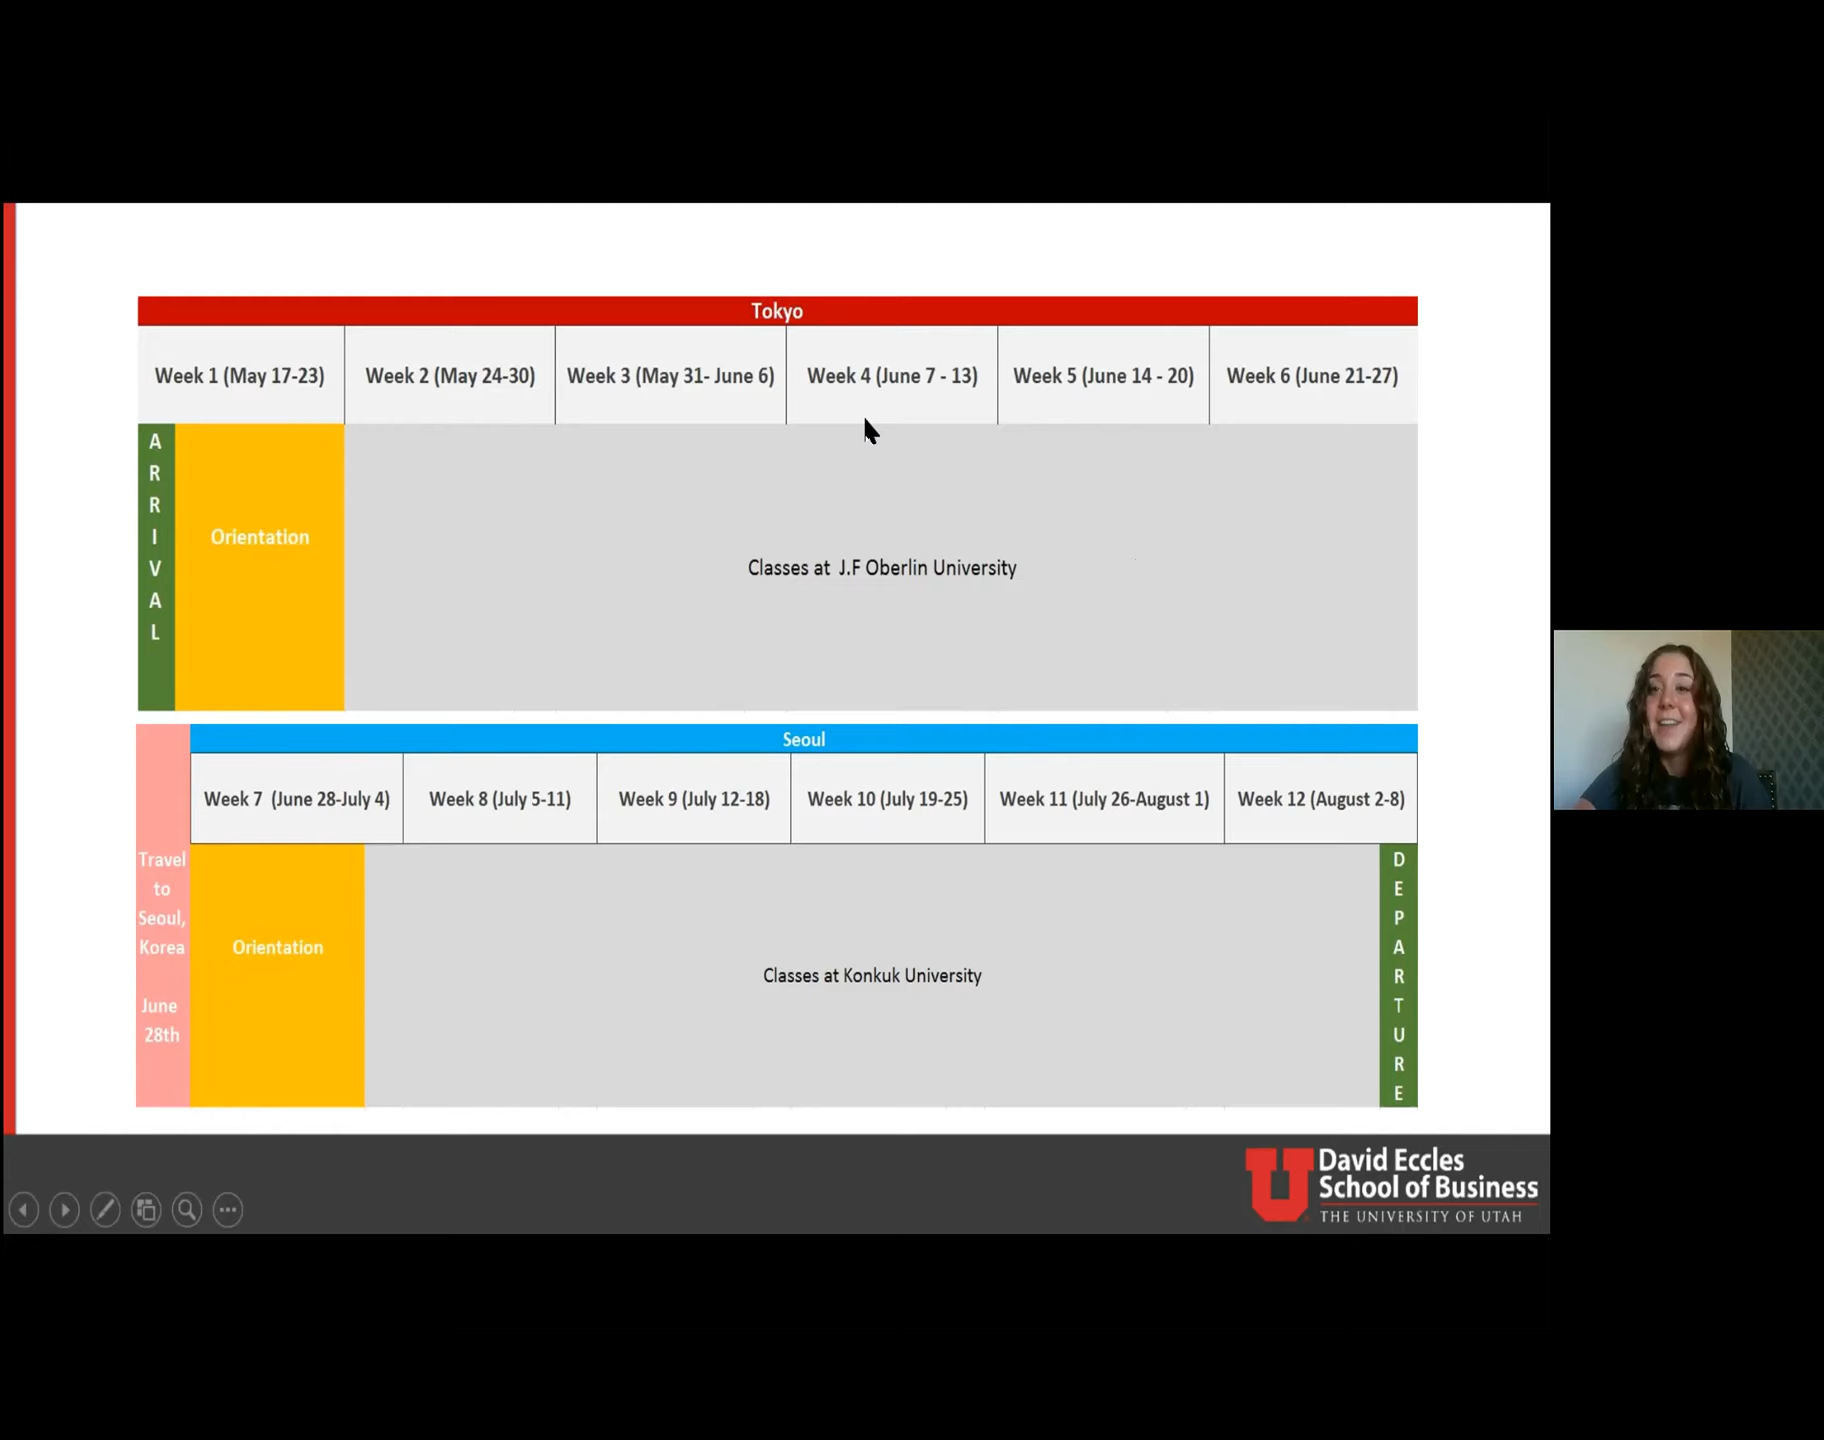 Tokyo
Week 1 (May 17-23)
Week 2 (May 24-30)
Week 3 (May 31- June 6)
Week 4 (June 7 - 13)
Week 5 (June 14 - 20)
Week 6 (June 21-27)
ARRIVAL
Orientation
Classes at J.F Oberlin University
Seoul
Week 7 (June 28-July 4)
Week 8 (July 5-11)
Week 9 (July 12-18)
Week 10 (July 19-25)
Week 11 (July 26-August 1)
Week 12 (August 2-8)
Travel
to
Seoul,
Korea
June
28th
Orientation
Classes at Konkuk University
DEPARTURE
U
David Eccles
School of Business
THE UNIVERSITY OF UTAH